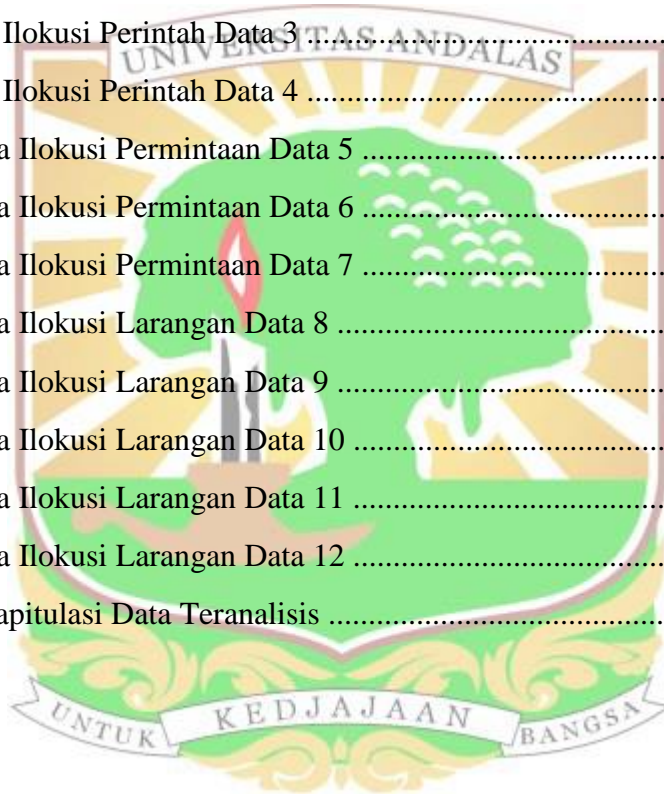 Ilokusi Perintah Data 3 ........................................
UNIVERSITAS ANDALAS
Ilokusi Perintah Data 4 ........................................
a Ilokusi Permintaan Data 5 ...................................
a Ilokusi Permintaan Data 6 ...................................
a Ilokusi Permintaan Data 7 ...................................
a Ilokusi Larangan Data 8 ......................................
a Ilokusi Larangan Data 9 ......................................
a Ilokusi Larangan Data 10 ....................................
a Ilokusi Larangan Data 11 ....................................
a Ilokusi Larangan Data 12 ....................................
apitulasi Data Teranalisis .......................................
UNTUK KEDJAJAAN BANGSA